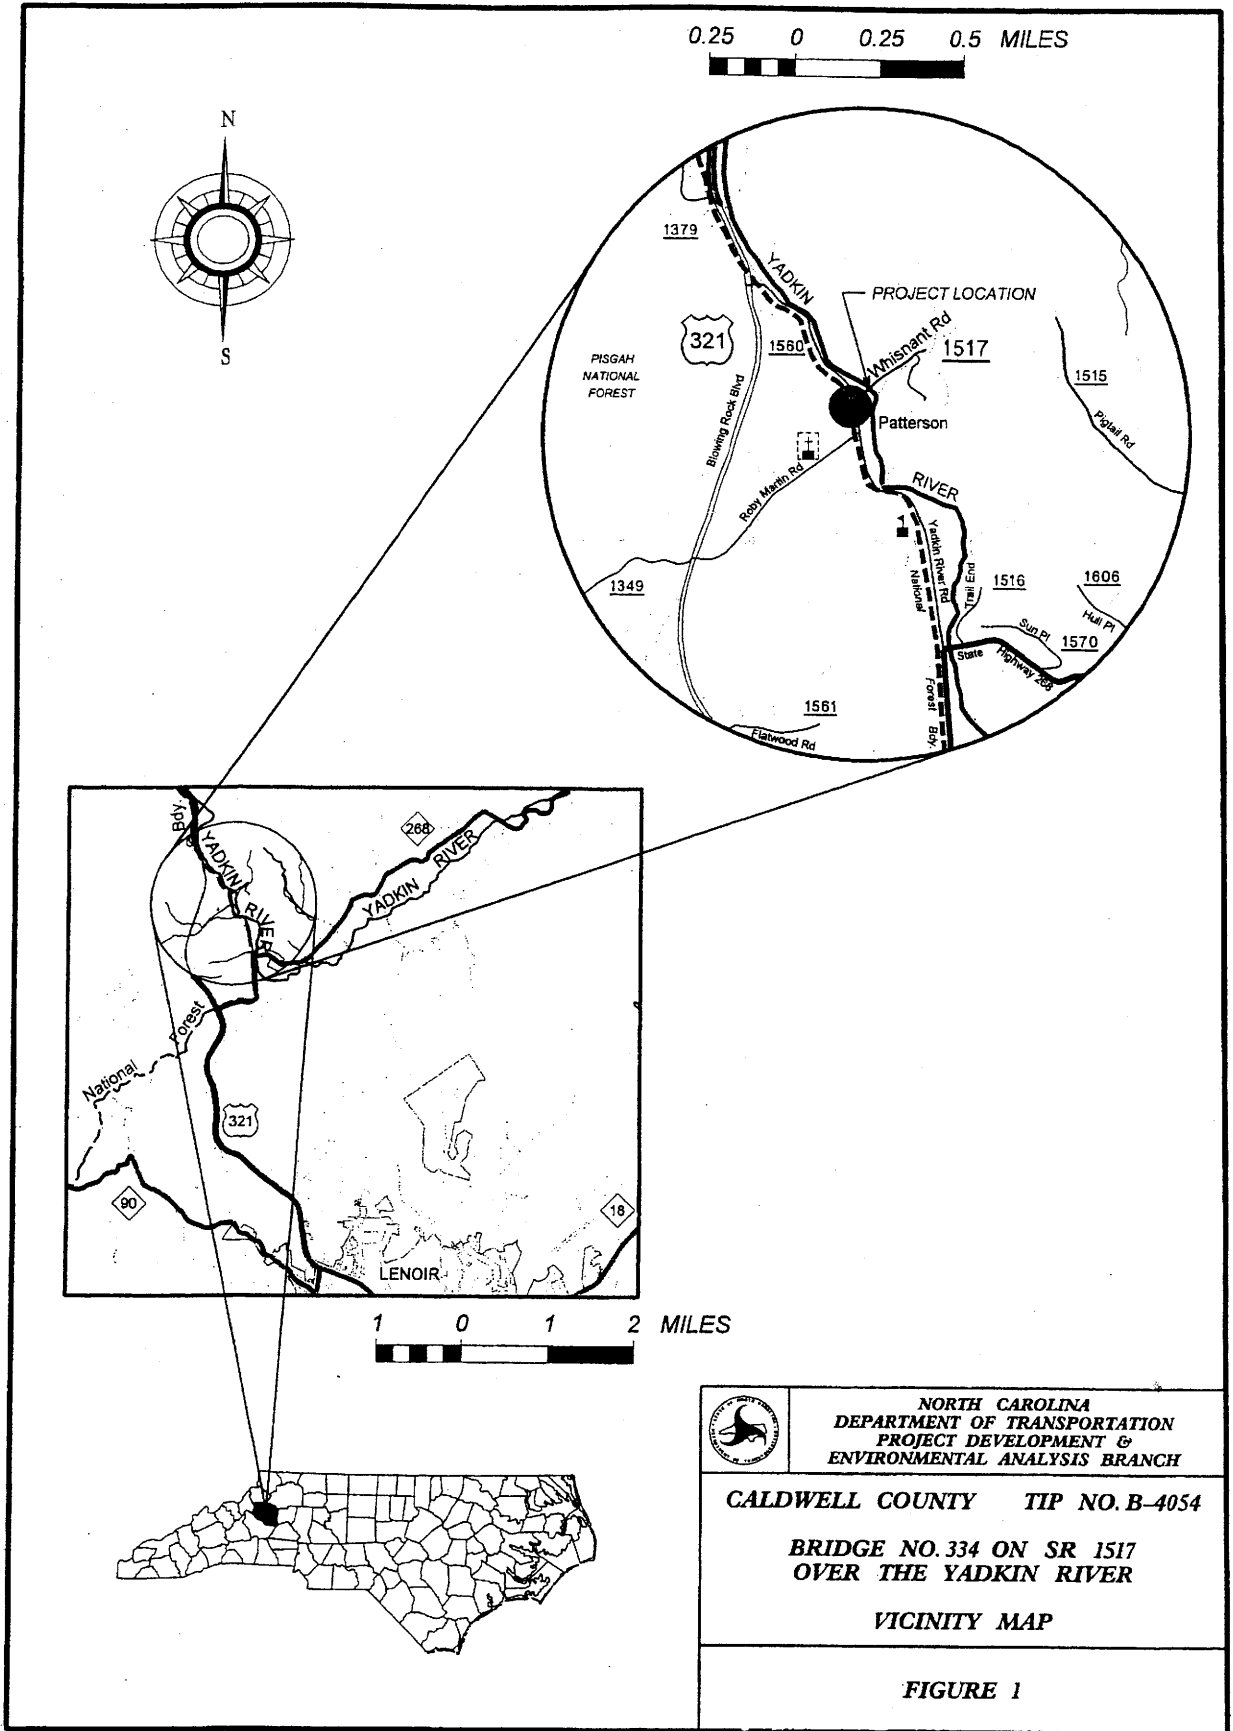 0.25 0 0.25 0.5 MILES
N
S
1379
YADKIN
PROJECT LOCATION
321
1560
Whisnant Rd
1517
PISGAH
NATIONAL
FOREST
Blowing Rock Blvd
1515
Pigtail Rd
Patterson
Roby Martin Rd
RIVER
Yadkin River Rd
National
Trail End
1349
1516
1606
Hull Pl
Sun Pl
1570
State
Highway 268
Forest
Bdy.
1561
Flatwood Rd
Bdy.
YADKIN
RIVER
268
YADKIN
RIVER
Forest
National
321
90
18
LENOIR
1 0 1 2 MILES
NORTH CAROLINA
DEPARTMENT OF TRANSPORTATION
PROJECT DEVELOPMENT &
ENVIRONMENTAL ANALYSIS BRANCH
CALDWELL COUNTY TIP NO. B-4054
BRIDGE NO. 334 ON SR 1517
OVER THE YADKIN RIVER
VICINITY MAP
FIGURE 1